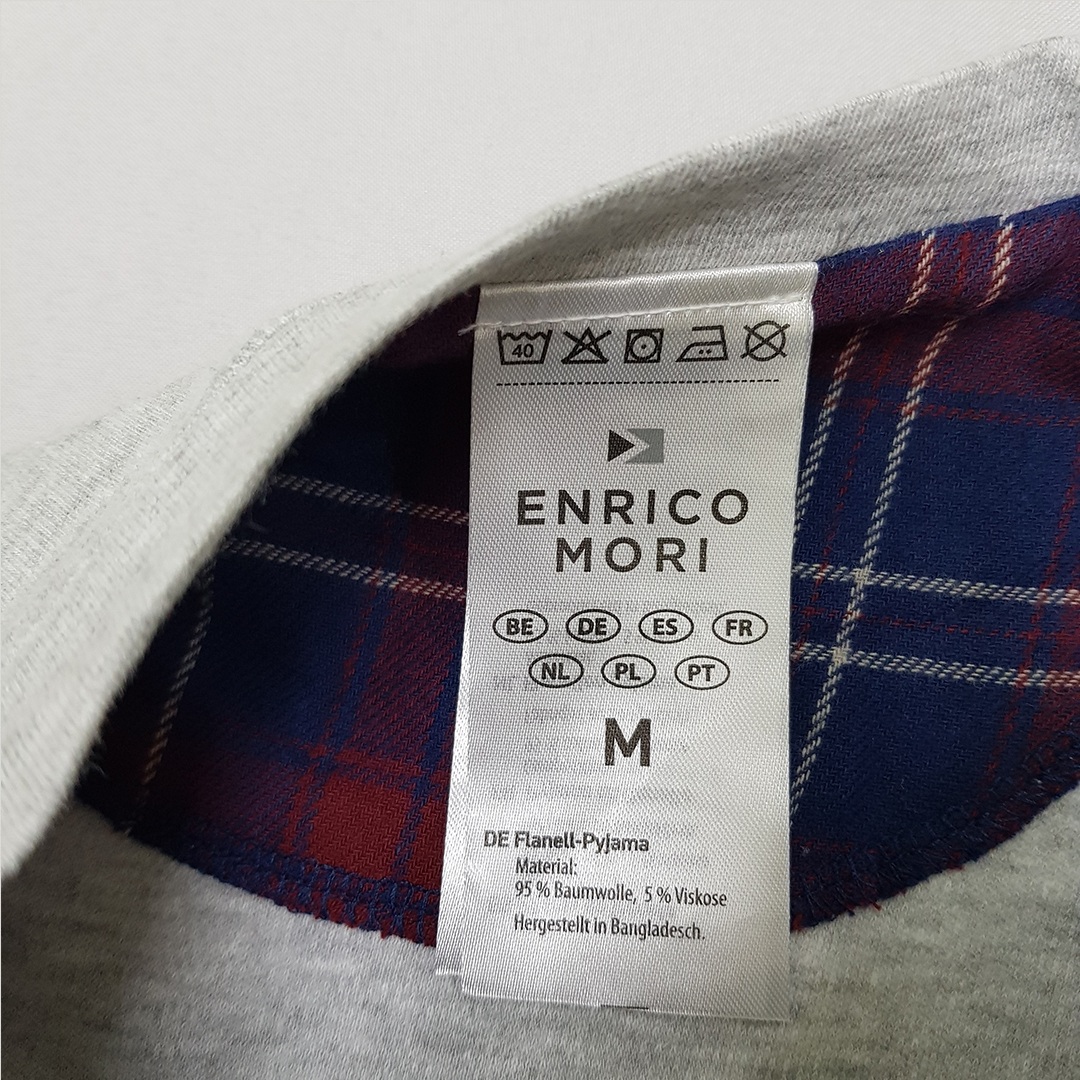 40
ENRICO
MORI
BE DE ES FR
NL PL PT
M
DE Flanell-Pyjama
Material:
95 % Baumwolle, 5 % Viskose
Hergestellt in Bangladesch.